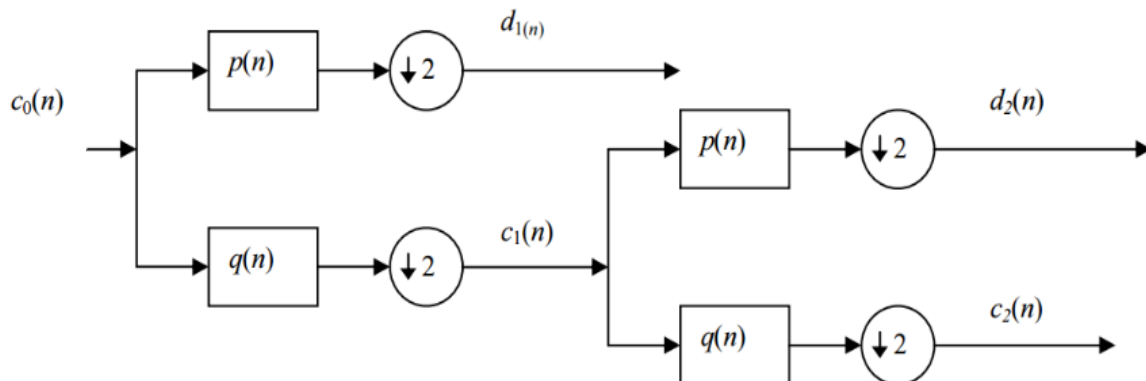 d1(n)
p(n)
↓ 2
c0(n)
d2(n)
p(n)
↓ 2
c1(n)
q(n)
↓ 2
c2(n)
q(n)
↓ 2